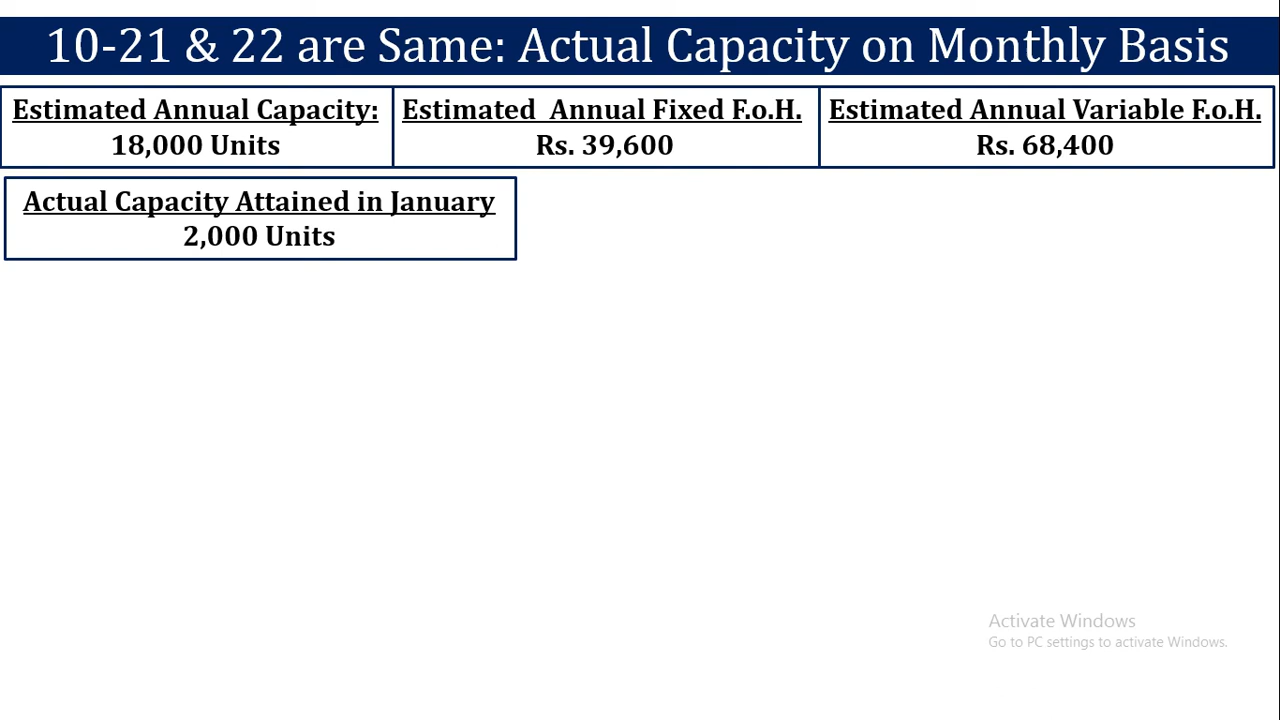 10-21 & 22 are Same: Actual Capacity on Monthly Basis
Estimated Annual Capacity:
18,000 Units
Estimated Annual Fixed F.o.H.
Rs. 39,600
Estimated Annual Variable F.o.H.
Rs. 68,400
Actual Capacity Attained in January
2,000 Units
Activate Windows
Go to PC settings to activate Windows.